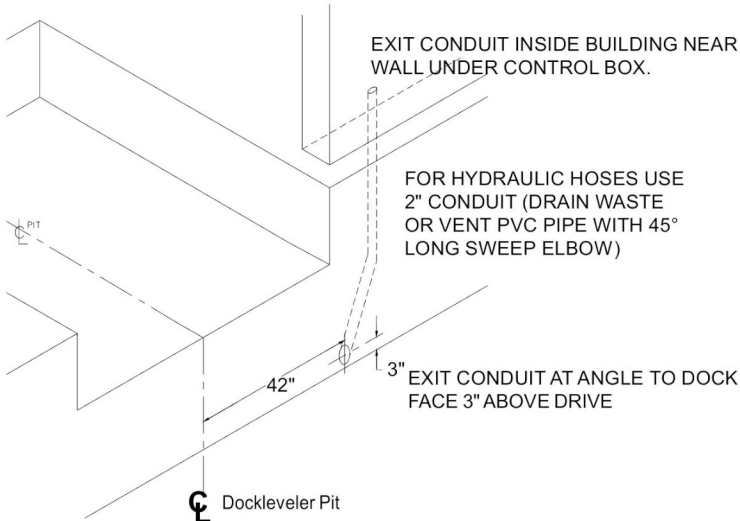 EXIT CONDUIT INSIDE BUILDING NEAR
WALL UNDER CONTROL BOX.
FOR HYDRAULIC HOSES USE
2" CONDUIT (DRAIN WASTE
OR VENT PVC PIPE WITH 45°
LONG SWEEP ELBOW)
℄ PIT
3"
EXIT CONDUIT AT ANGLE TO DOCK
FACE 3" ABOVE DRIVE
42"
℄ Dockleveler Pit